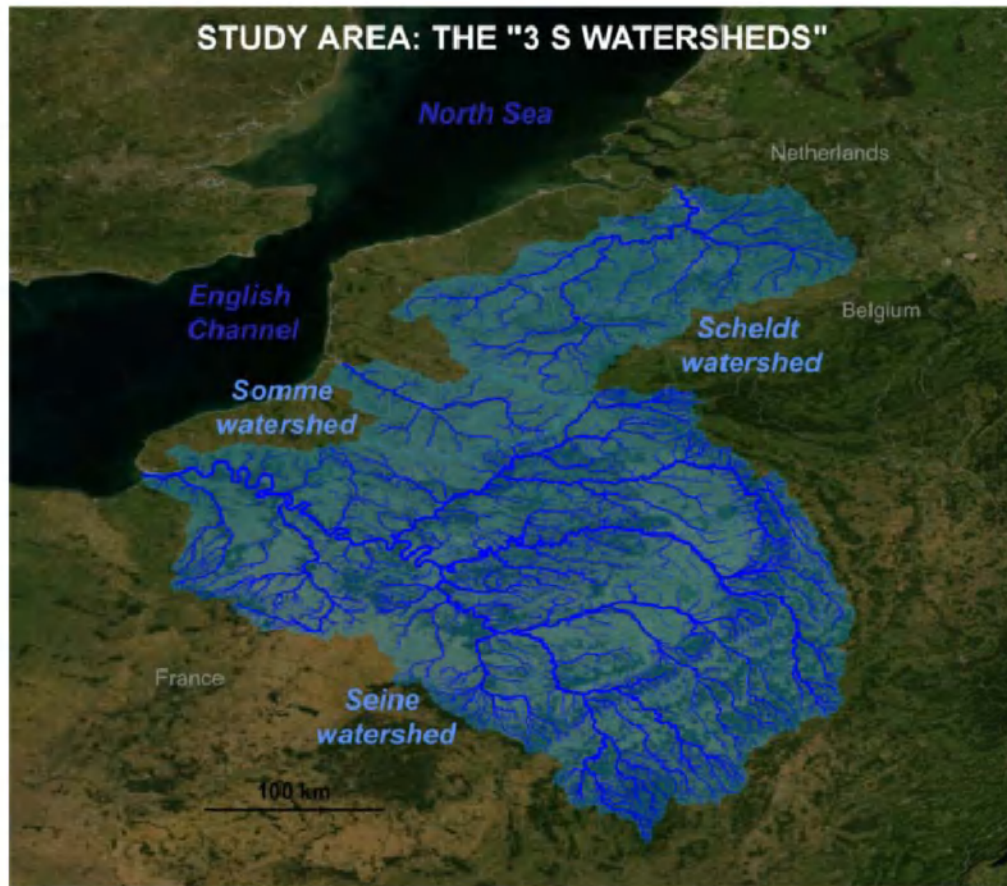 STUDY AREA: THE "3 S WATERSHEDS"
North Sea
Netherlands
English
Channel
Belgium
Scheldt
watershed
Somme
watershed
France
Seine
watershed
100 km